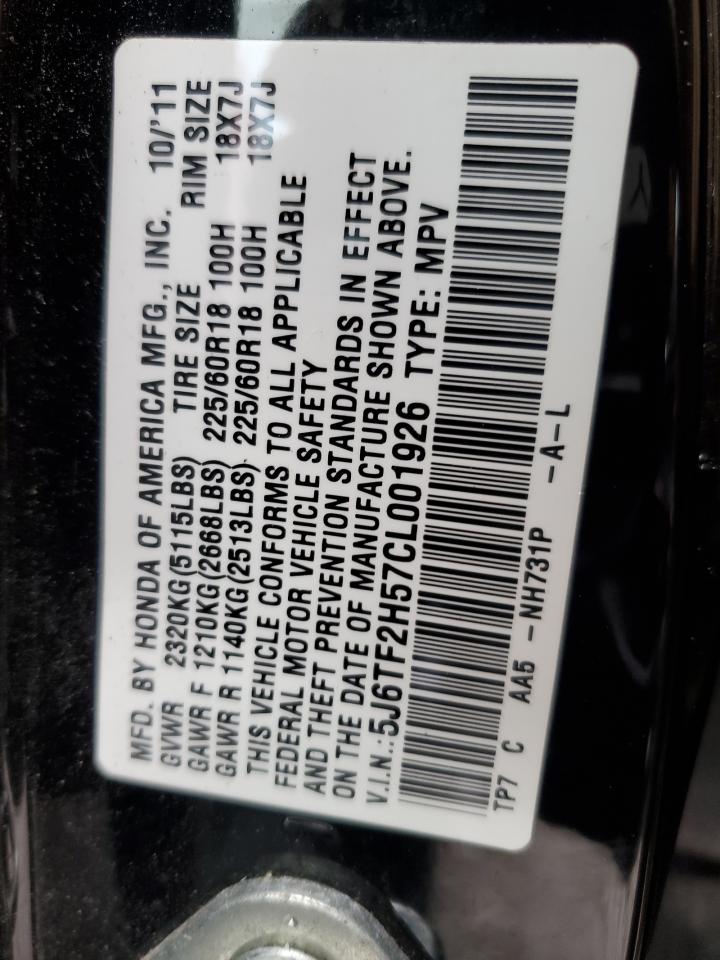 MFD. BY HONDA OF AMERICA MFG., INC. 10/'11
GVWR 2320KG(5115LBS) TIRE SIZE RIM SIZE
GAWR F 1210KG(2668LBS) 225/60R18 100H 18X7J
GAWR R 1140KG(2513LBS) 225/60R18 100H 18X7J
THIS VEHICLE CONFORMS TO ALL APPLICABLE
FEDERAL MOTOR VEHICLE SAFETY
AND THEFT PREVENTION STANDARDS IN EFFECT
ON THE DATE OF MANUFACTURE SHOWN ABOVE.
V.I.N.:5J6TF2H57CL001926 TYPE: MPV
TP7 C AA5 -NH731P -A-L